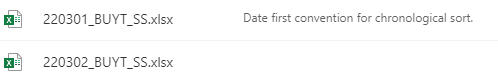 220301_BUYT_SS.xlsx Date first convention for chronological sort.
220302_BUYT_SS.xlsx